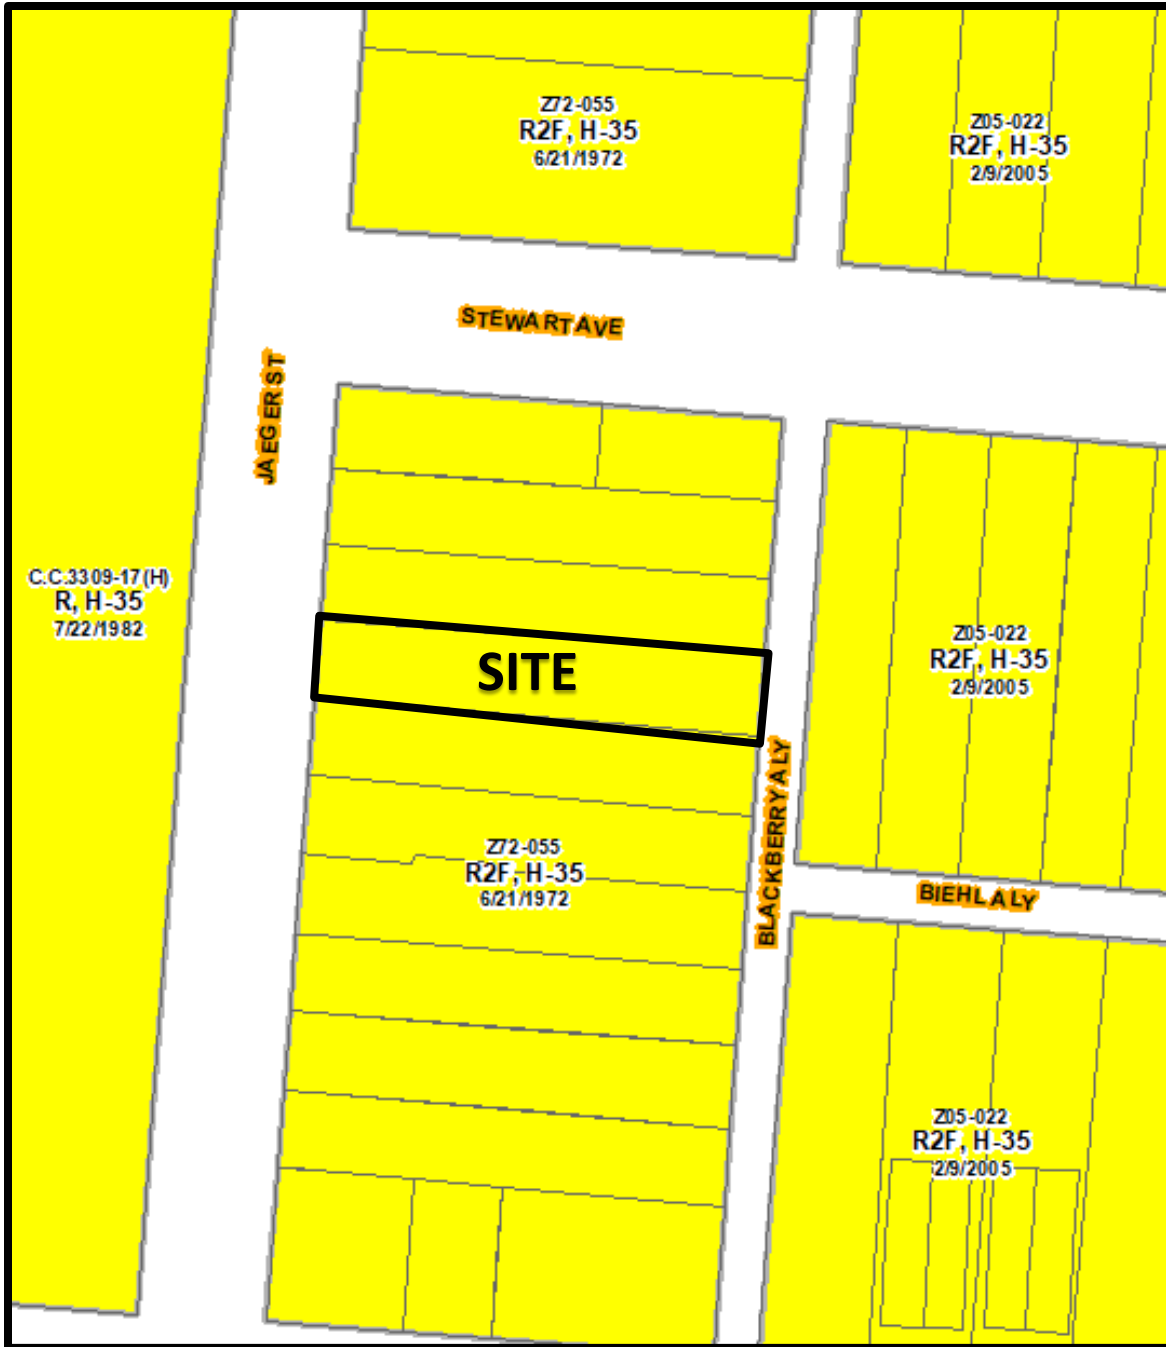 Z72-055
R2F, H-35
6/21/1972
Z05-022
R2F, H-35
2/9/2005
STEWART AVE
JAEGER ST
C.C.3309-17(H)
R, H-35
7/22/1982
SITE
Z05-022
R2F, H-35
2/9/2005
BLACKBERRY ALY
Z72-055
R2F, H-35
6/21/1972
BIEHL ALY
Z05-022
R2F, H-35
2/9/2005